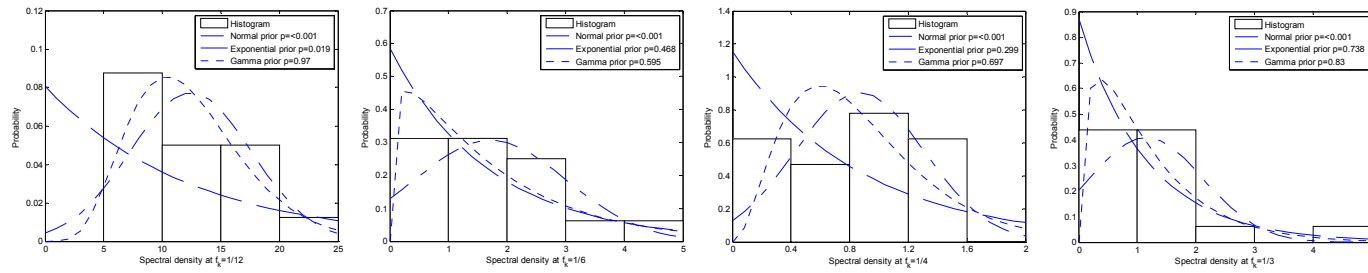 0.12
0.1
0.08
0.06
0.04
0.02
0
Probability
0 5 10 15 20 25
Spectral density at f_k=1/12
Histogram
Normal prior p=<0.001
Exponential prior p=0.019
Gamma prior p=0.97
0.7
0.6
0.5
0.4
0.3
0.2
0.1
0
Probability
0 1 2 3 4 5
Spectral density at f_k=1/6
Histogram
Normal prior p=<0.001
Exponential prior p=0.468
Gamma prior p=0.595
1.6
1.4
1.2
1
0.8
0.6
0.4
0.2
0
Probability
0 0.4 0.8 1.2 1.6 2
Spectral density at f_k=1/4
Histogram
Normal prior p=<0.001
Exponential prior p=0.299
Gamma prior p=0.697
0.9
0.8
0.7
0.6
0.5
0.4
0.3
0.2
0.1
0
Probability
0 1 2 3 4
Spectral density at f_k=1/3
Histogram
Normal prior p=<0.001
Exponential prior p=0.738
Gamma prior p=0.83